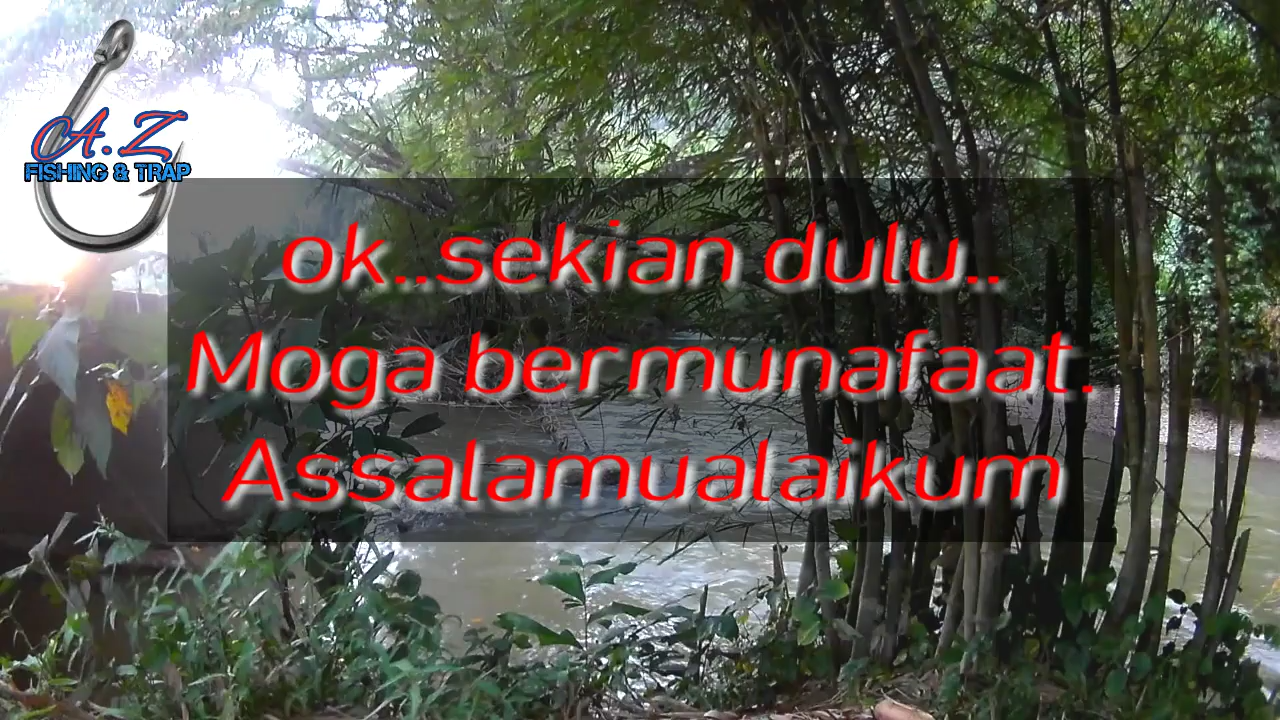 A.Z
FISHING & TRAP
ok..sekian dulu..
Moga bermunafaat.
Assalamualaikum